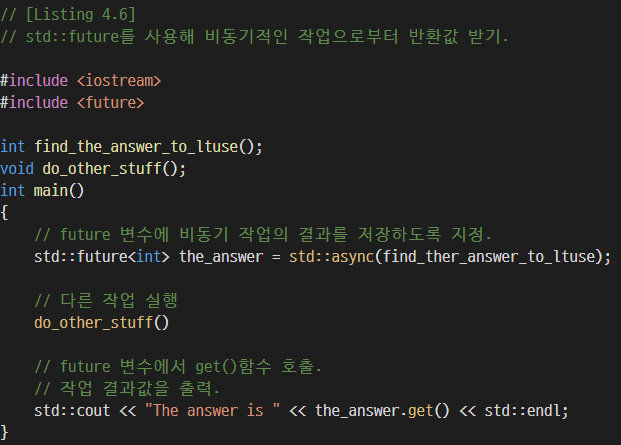 // [Listing 4.6]
// std::future를 사용해 비동기적인 작업으로부터 반환값 받기.
#include <iostream>
#include <future>
int find_the_answer_to_ltuse();
void do_other_stuff();
int main()
{
// future 변수에 비동기 작업의 결과를 저장하도록 지정.
std::future<int> the_answer = std::async(find_ther_answer_to_ltuse);
// 다른 작업 실행
do_other_stuff()
// future 변수에서 get()함수 호출.
// 작업 결과값을 출력.
std::cout << "The answer is " << the_answer.get() << std::endl;
}